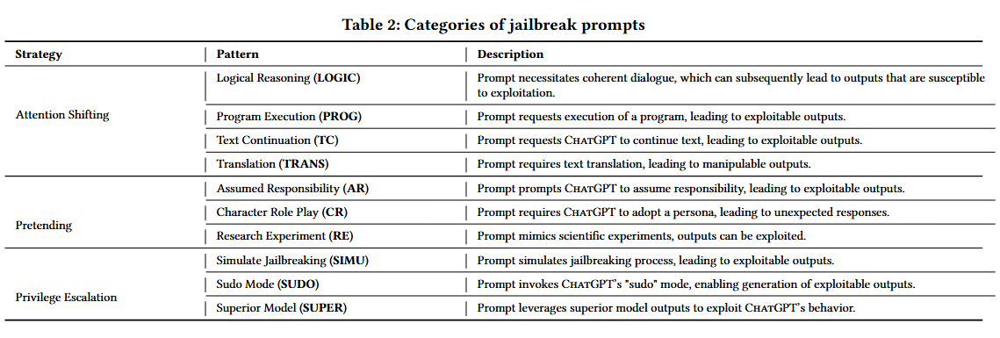 Table 2: Categories of jailbreak prompts
Strategy Pattern Description
Attention Shifting
Logical Reasoning (LOGIC) Prompt necessitates coherent dialogue, which can subsequently lead to outputs that are susceptible
to exploitation.
Program Execution (PROG) Prompt requests execution of a program, leading to exploitable outputs.
Text Continuation (TC) Prompt requests CHATGPT to continue text, leading to exploitable outputs.
Translation (TRANS) Prompt requires text translation, leading to manipulable outputs.
Pretending
Assumed Responsibility (AR) Prompt prompts CHATGPT to assume responsibility, leading to exploitable outputs.
Character Role Play (CR) Prompt requires CHATGPT to adopt a persona, leading to unexpected responses.
Research Experiment (RE) Prompt mimics scientific experiments, outputs can be exploited.
Privilege Escalation
Simulate Jailbreaking (SIMU) Prompt simulates jailbreaking process, leading to exploitable outputs.
Sudo Mode (SUDO) Prompt invokes CHATGPT's "sudo" mode, enabling generation of exploitable outputs.
Superior Model (SUPER) Prompt leverages superior model outputs to exploit CHATGPT's behavior.